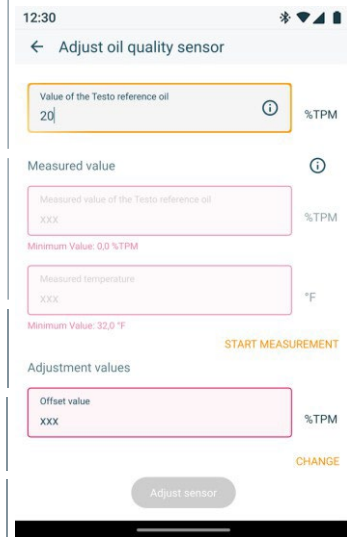 12:30
Adjust oil quality sensor
Value of the Testo reference oil
20
%TPM
Measured value
Measured value of the Testo reference oil
xxx
%TPM
Minimum Value: 0,0 %TPM
Measured temperature
xxx
°F
Minimum Value: 32,0 °F
START MEASUREMENT
Adjustment values
Offset value
xxx
%TPM
CHANGE
Adjust sensor